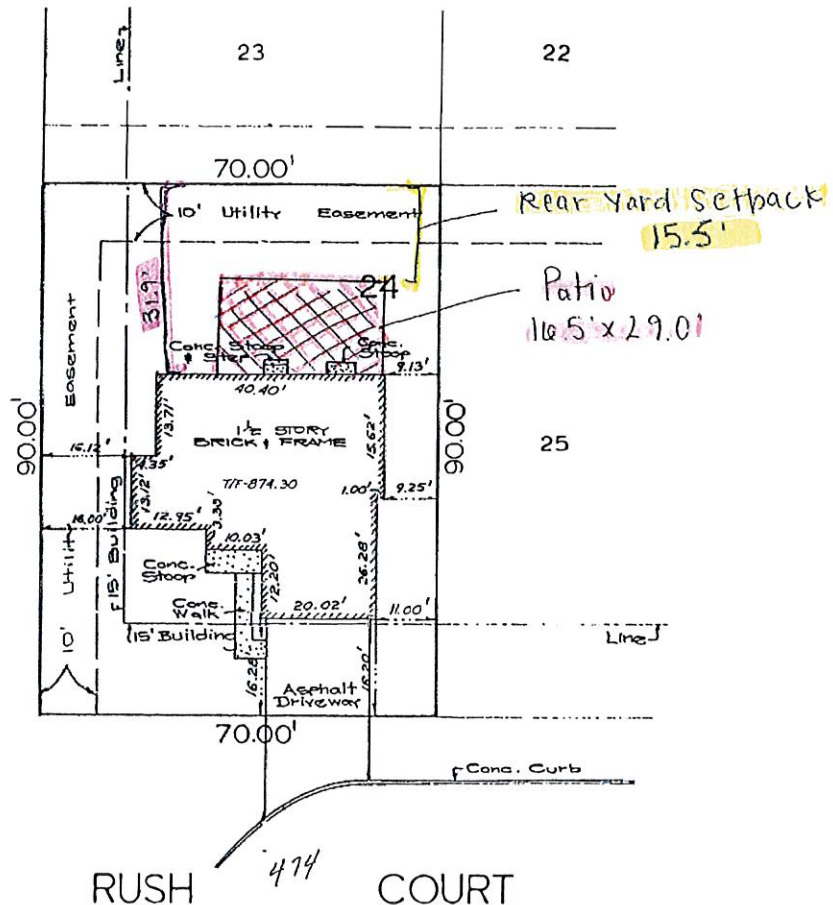 23
22
Line
70.00'
10' Utility Easement
Rear Yard Setback
15.5'
31.9'
24
Patio
16.5' x 29.0'
Conc. Stoop
& Step
Conc.
Stoop
9.13'
40.40'
Easement
13.71'
1½ STORY
BRICK & FRAME
15.62'
90.00'
90.00'
25
16.12'
4.35'
13.12'
T/F-874.30
1.00'
9.25'
16.00'
12.95'
3.35'
10.03'
15' Building
10' Utility
Conc.
Stoop
12.20'
26.28'
Conc.
Walk
20.02'
11.00'
15' Building
Line
16.28'
16.20'
Asphalt
Driveway
70.00'
Conc. Curb
474
RUSH COURT